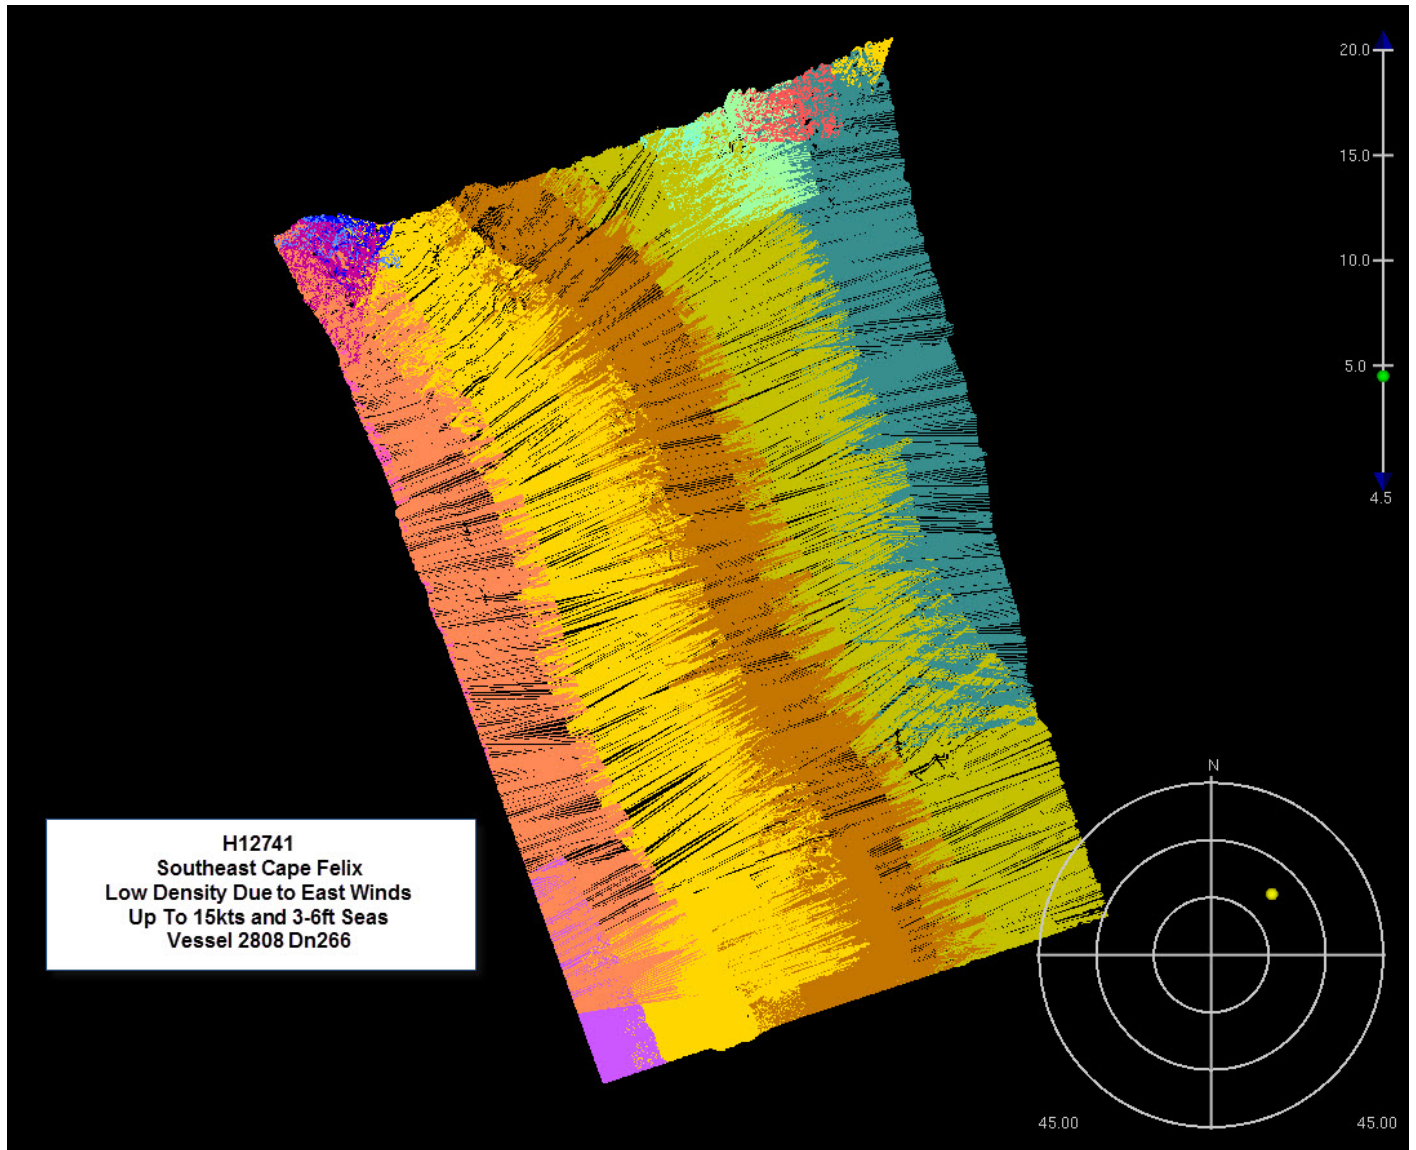 20.0
15.0
10.0
5.0
4.5
N
H12741
Southeast Cape Felix
Low Density Due to East Winds
Up To 15kts and 3-6ft Seas
Vessel 2808 Dn266
45.00
45.00